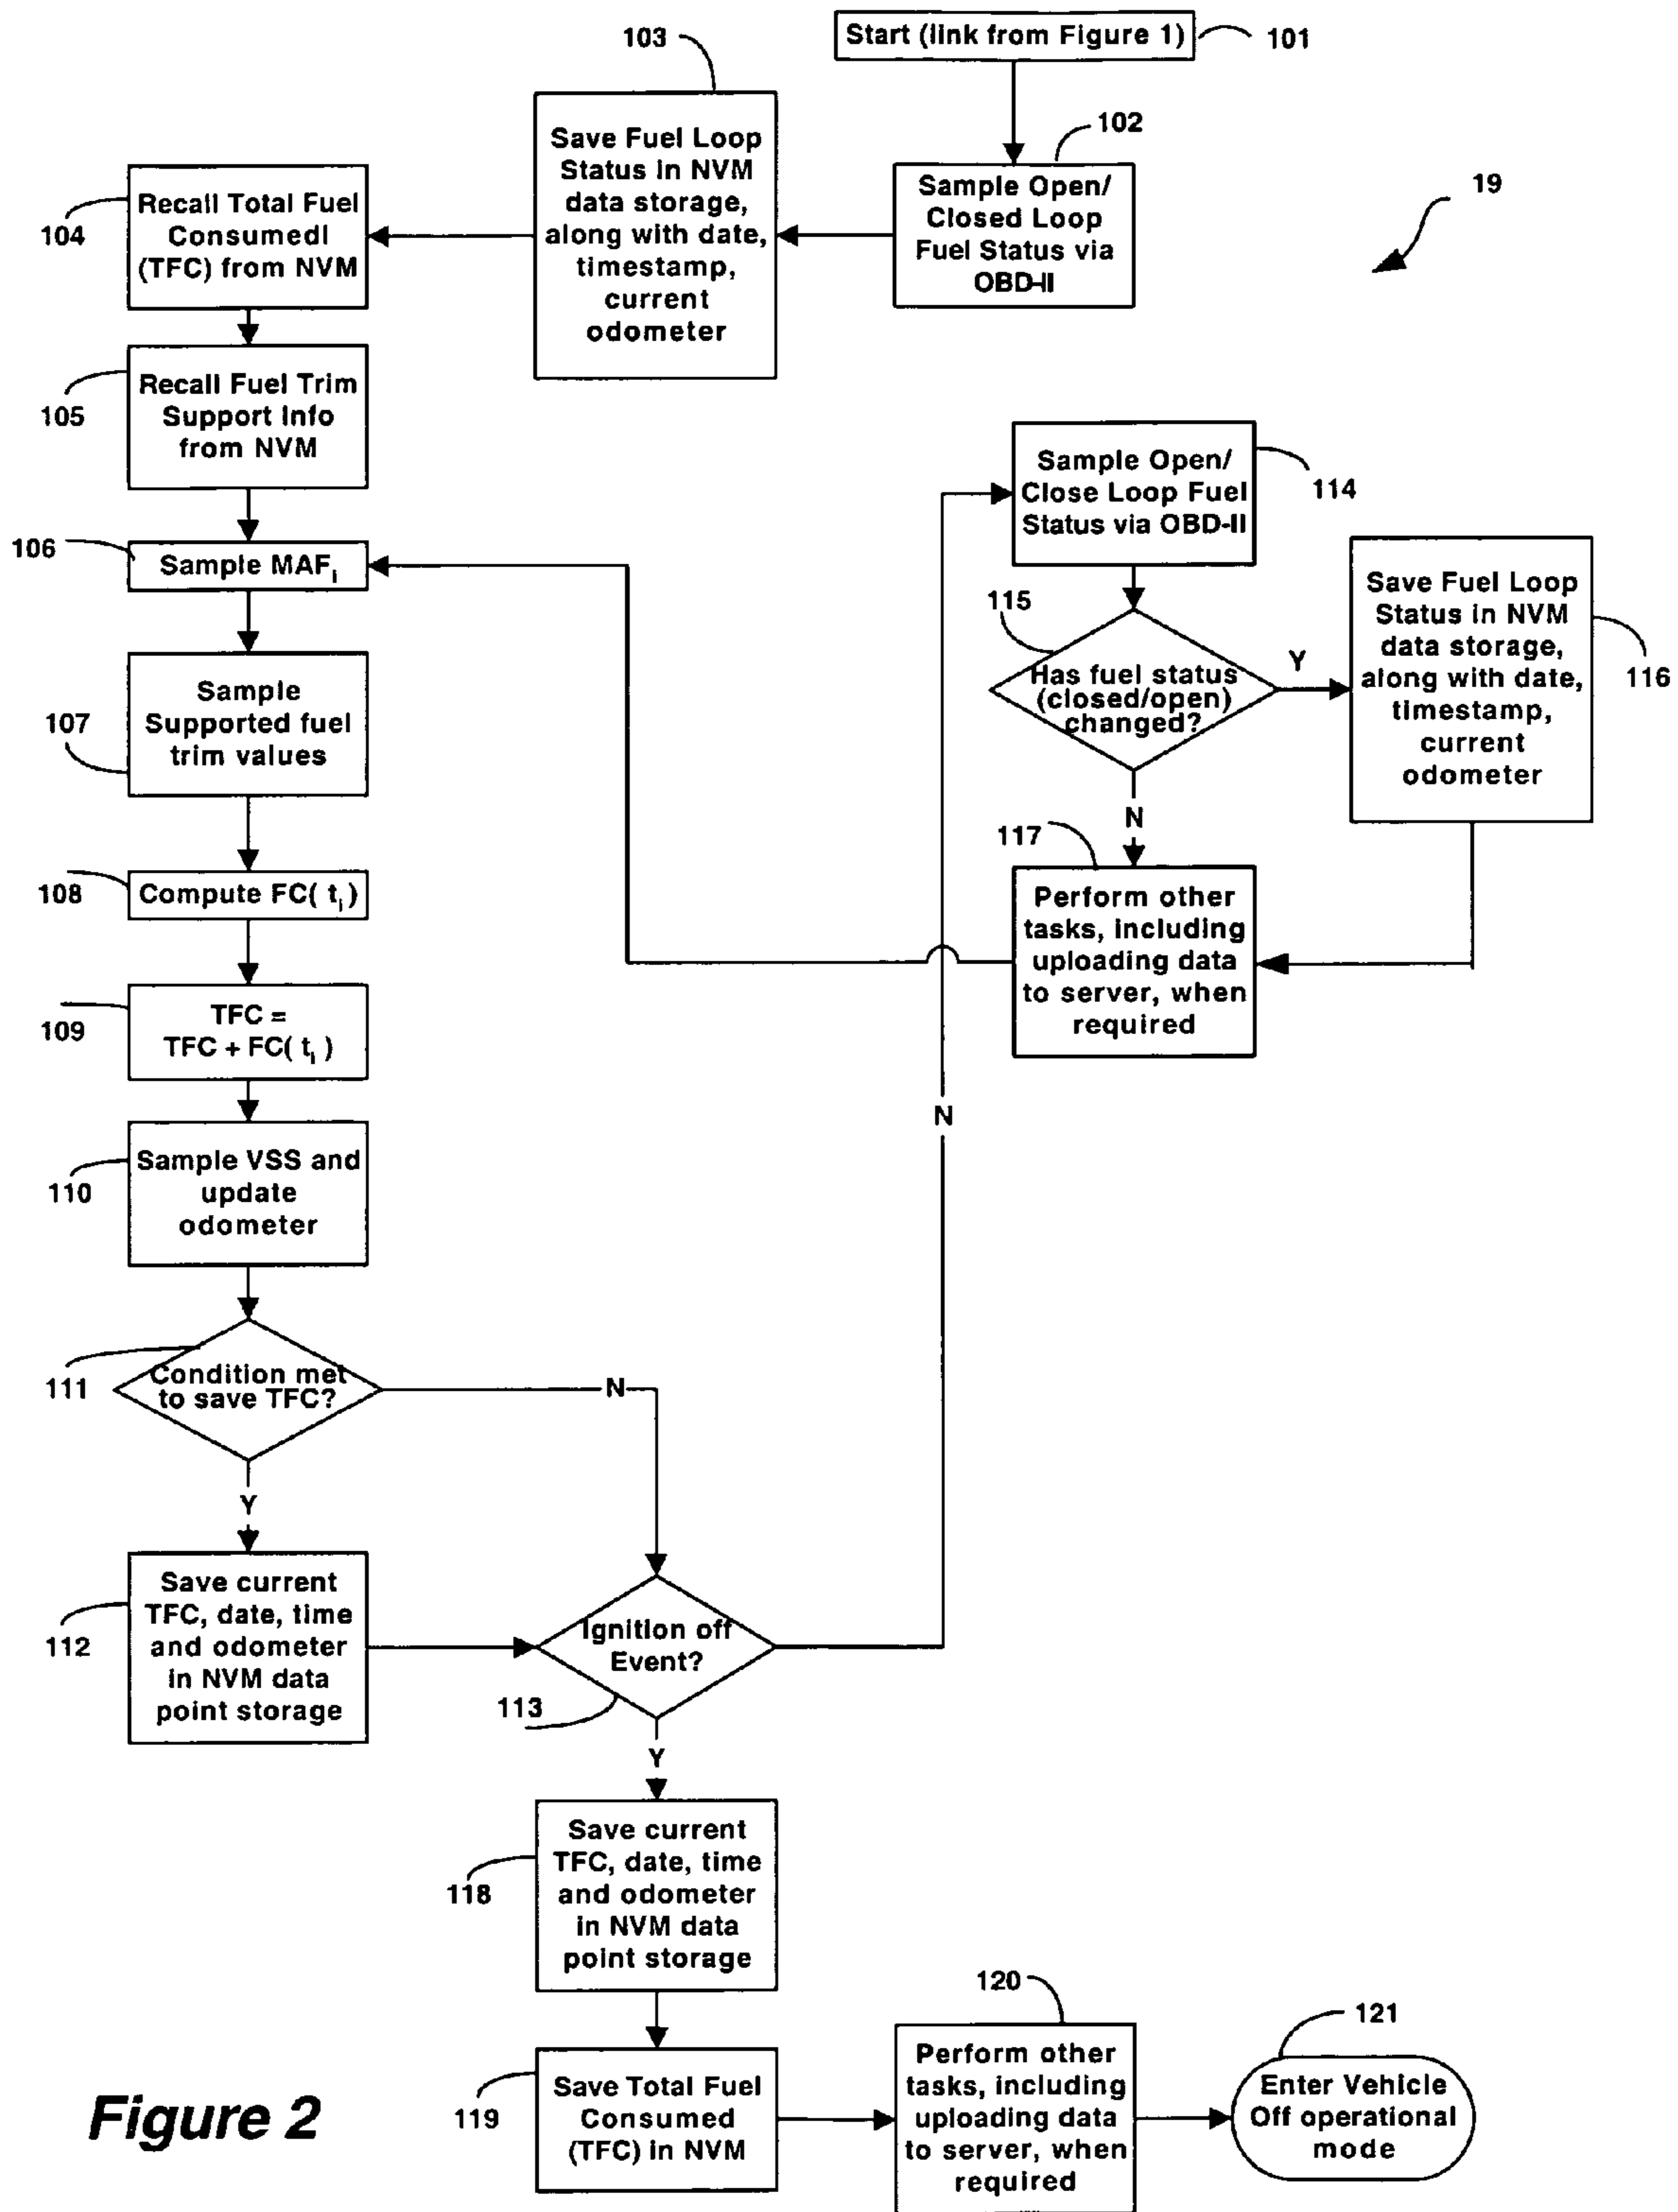 Start (link from Figure 1)
101
102
Sample Open/
Closed Loop
Fuel Status via
OBD-II
103
Save Fuel Loop
Status in NVM
data storage,
along with date,
timestamp,
current
odometer
19
104
Recall Total Fuel
Consumedl
(TFC) from NVM
105
Recall Fuel Trim
Support Info
from NVM
106
Sample MAFi
107
Sample
Supported fuel
trim values
108
Compute FC( ti )
109
TFC =
TFC + FC( ti )
110
Sample VSS and
update
odometer
111
Condition met
to save TFC?
N
Y
112
Save current
TFC, date, time
and odometer
in NVM data
point storage
Ignition off
Event?
113
N
114
Sample Open/
Close Loop Fuel
Status via OBD-II
115
Has fuel status
(closed/open)
changed?
Y
116
Save Fuel Loop
Status in NVM
data storage,
along with date,
timestamp,
current
odometer
N
117
Perform other
tasks, including
uploading data
to server, when
required
Y
118
Save current
TFC, date, time
and odometer
in NVM data
point storage
119
Save Total Fuel
Consumed
(TFC) in NVM
120
Perform other
tasks, including
uploading data
to server, when
required
121
Enter Vehicle
Off operational
mode
Figure 2